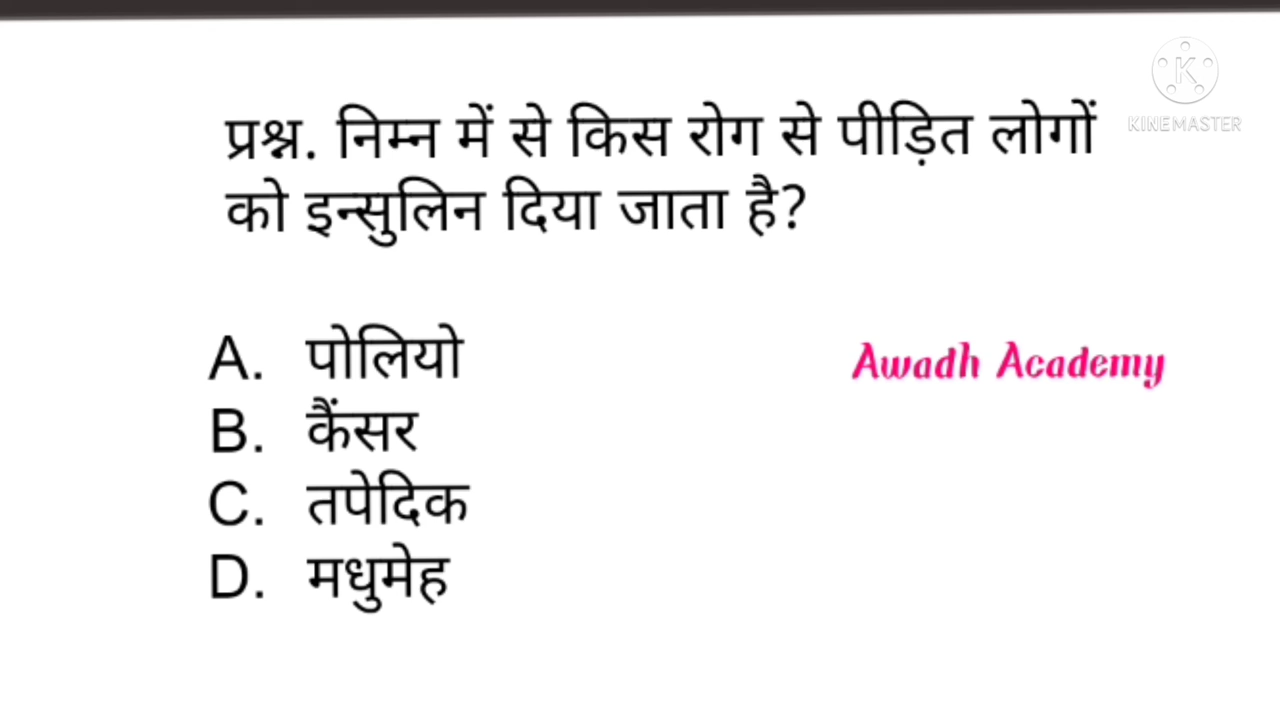 KINEMASTER
प्रश्न. निम्न में से किस रोग से पीड़ित लोगों
को इन्सुलिन दिया जाता है?
A. पोलियो
Awadh Academy
B. कैंसर
C. तपेदिक
D. मधुमेह